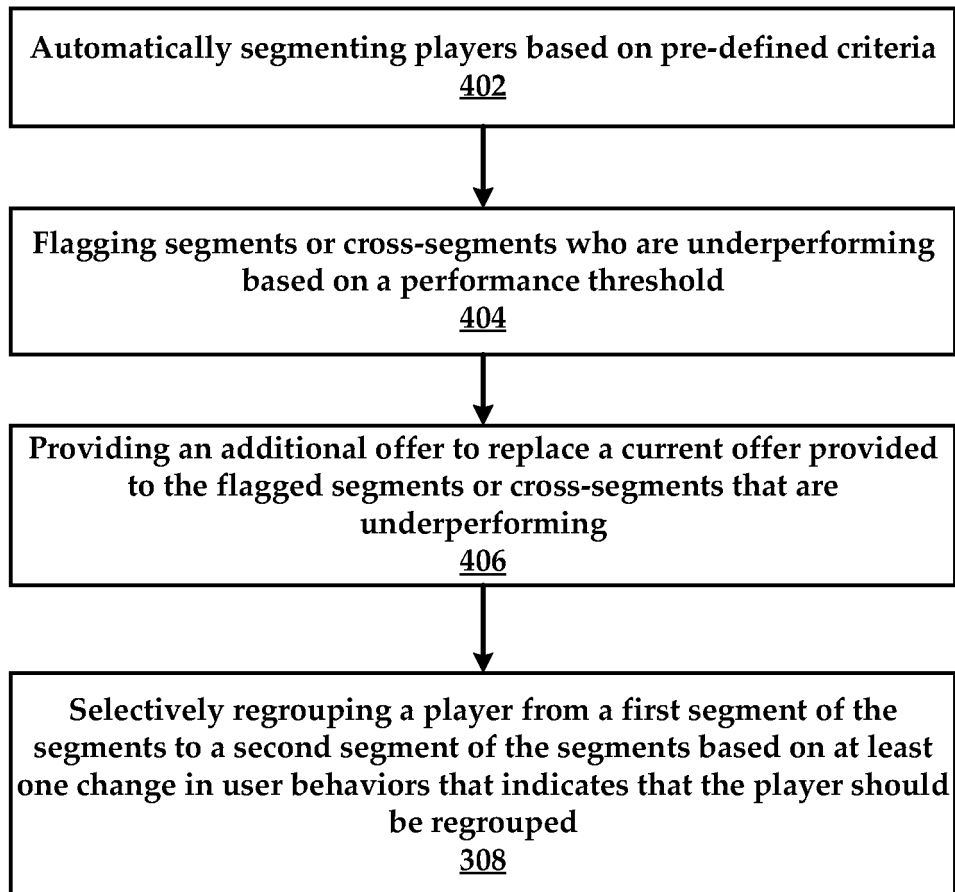 Automatically segmenting players based on pre-defined criteria
402
Flagging segments or cross-segments who are underperforming
based on a performance threshold
404
Providing an additional offer to replace a current offer provided
to the flagged segments or cross-segments that are
underperforming
406
Selectively regrouping a player from a first segment of the
segments to a second segment of the segments based on at least
one change in user behaviors that indicates that the player should
be regrouped
308